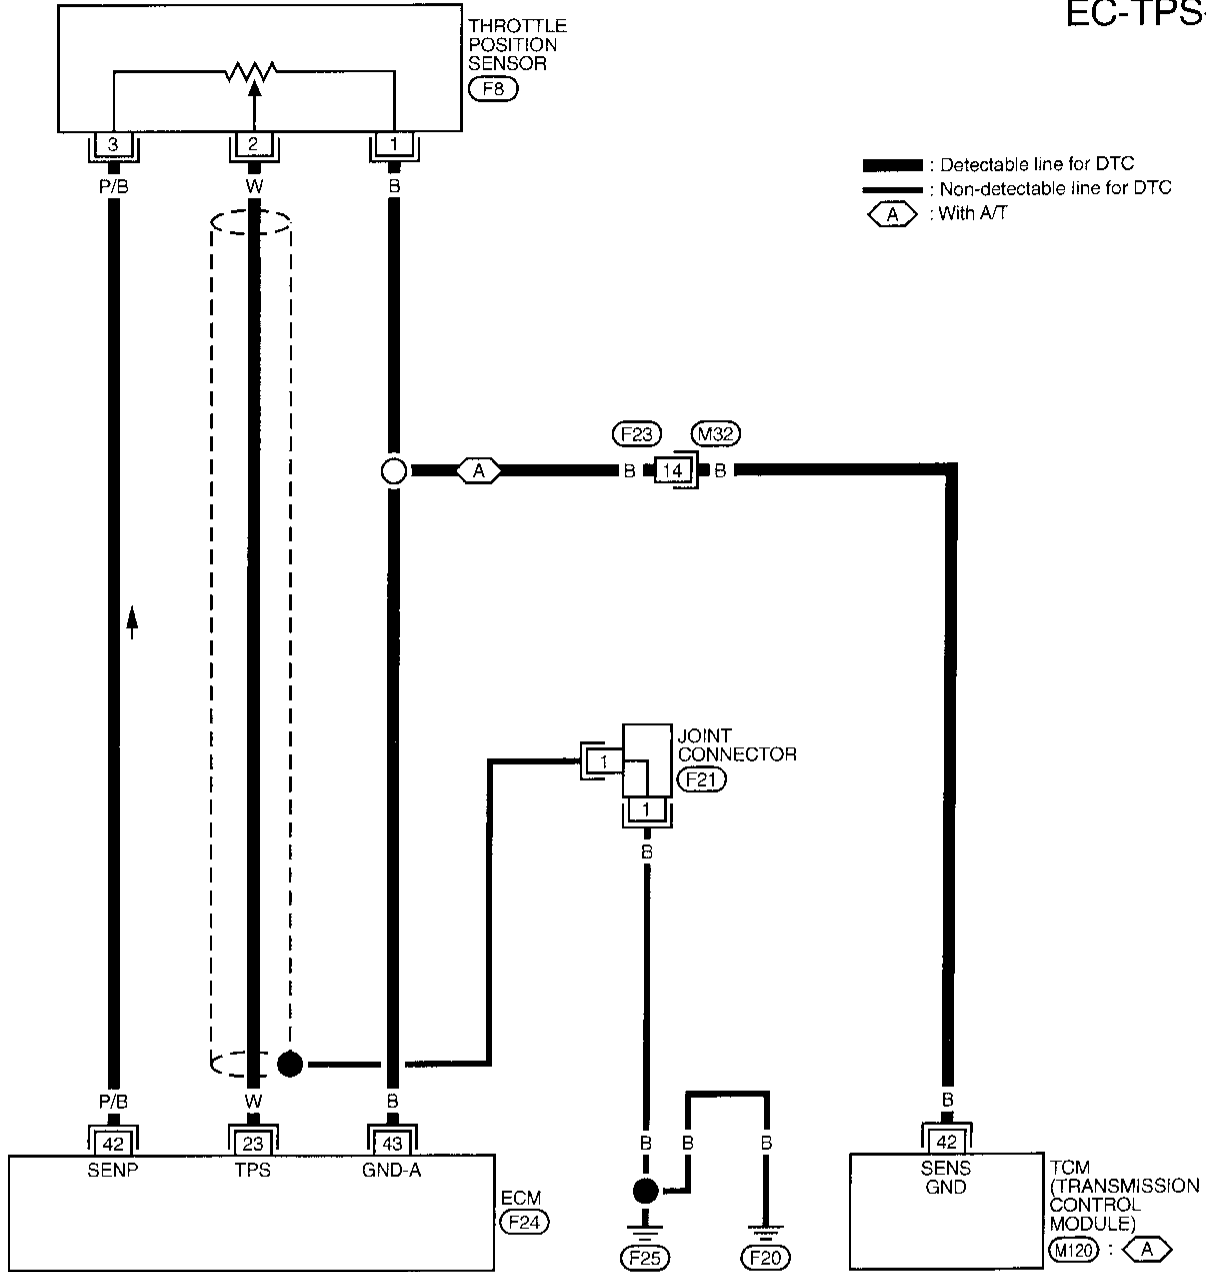 EC-TPS-
THROTTLE
POSITION
SENSOR
F8
3
2
1
P/B
W
B
: Detectable line for DTC
: Non-detectable line for DTC
A : With A/T
F23
M32
A
B
14
B
1
JOINT
CONNECTOR
F21
1
B
P/B
W
B
B
B
B
B
42
23
43
42
SENP
TPS
GND-A
SENS
GND
ECM
F24
F25
F20
TCM
(TRANSMISSION
CONTROL
MODULE)
M120 : A